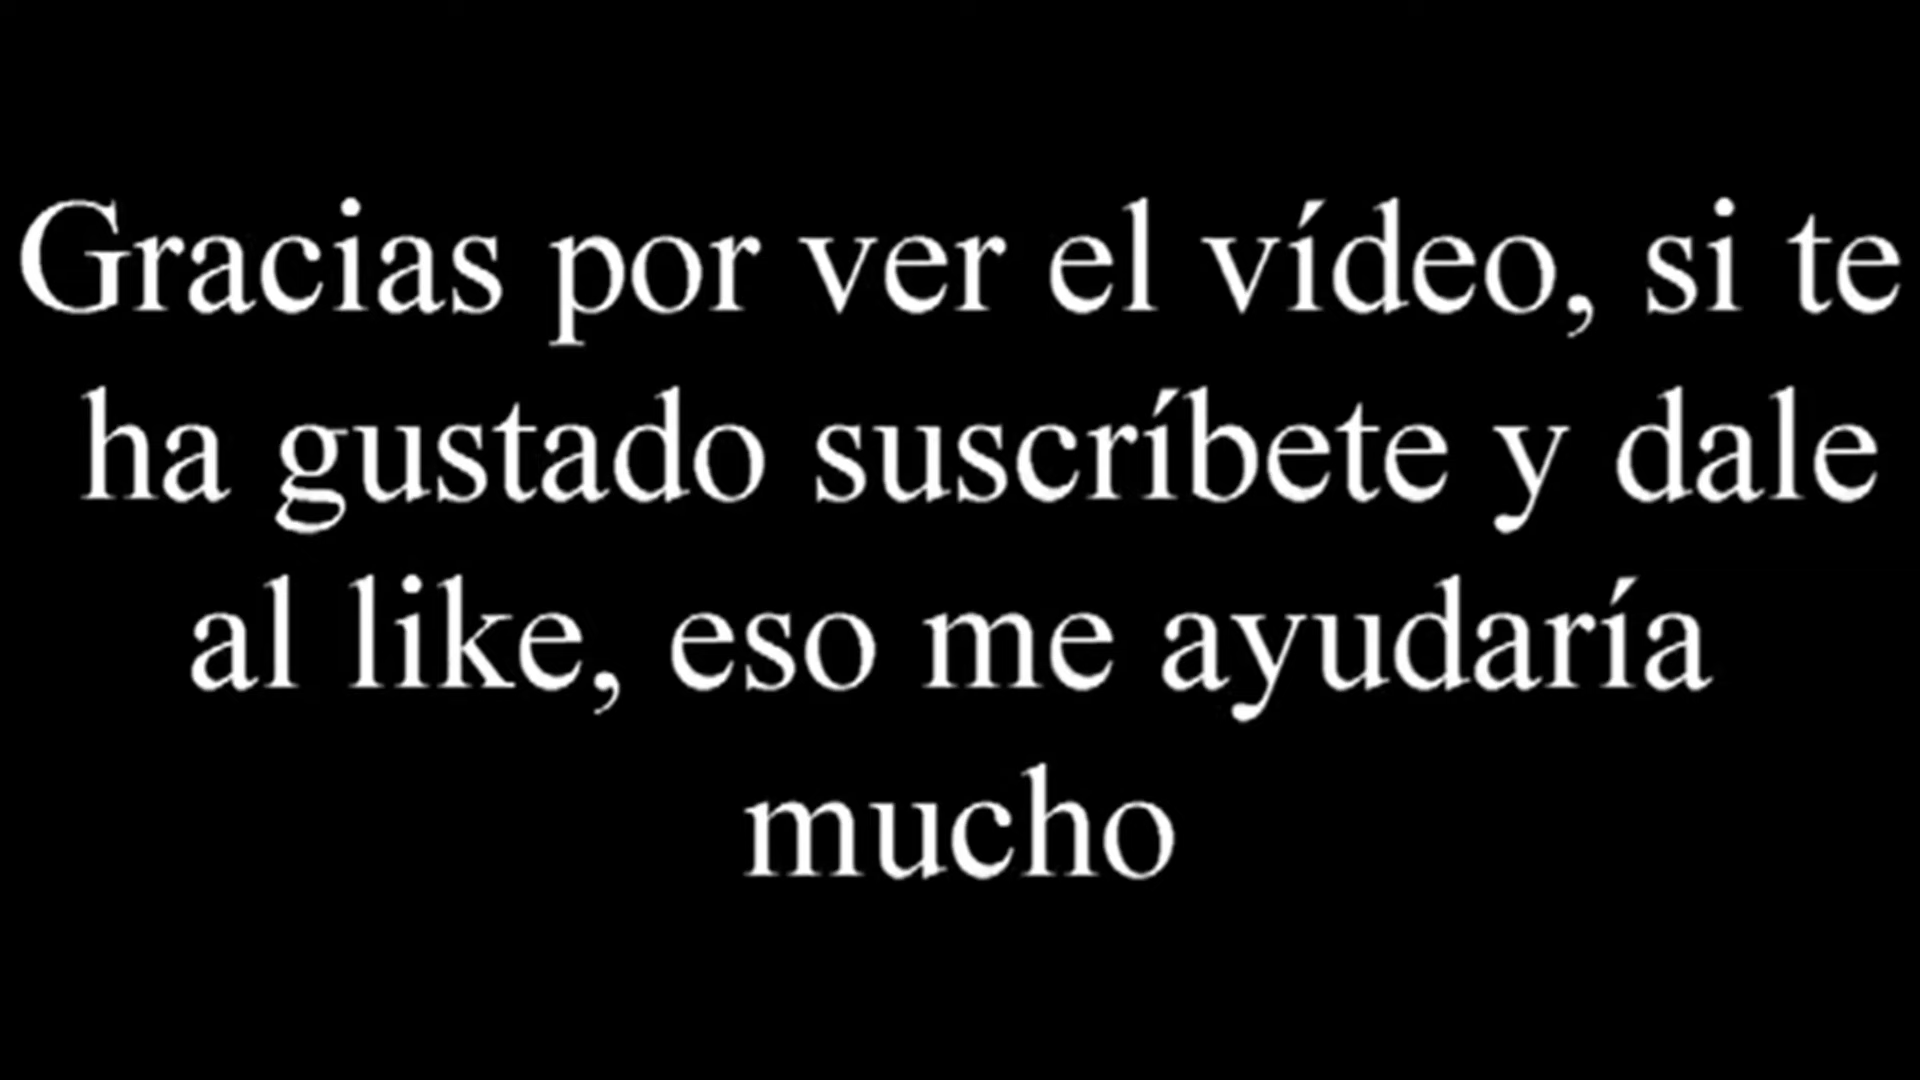 Gracias por ver el vídeo, si te
ha gustado suscríbete y dale
al like, eso me ayudaría
mucho